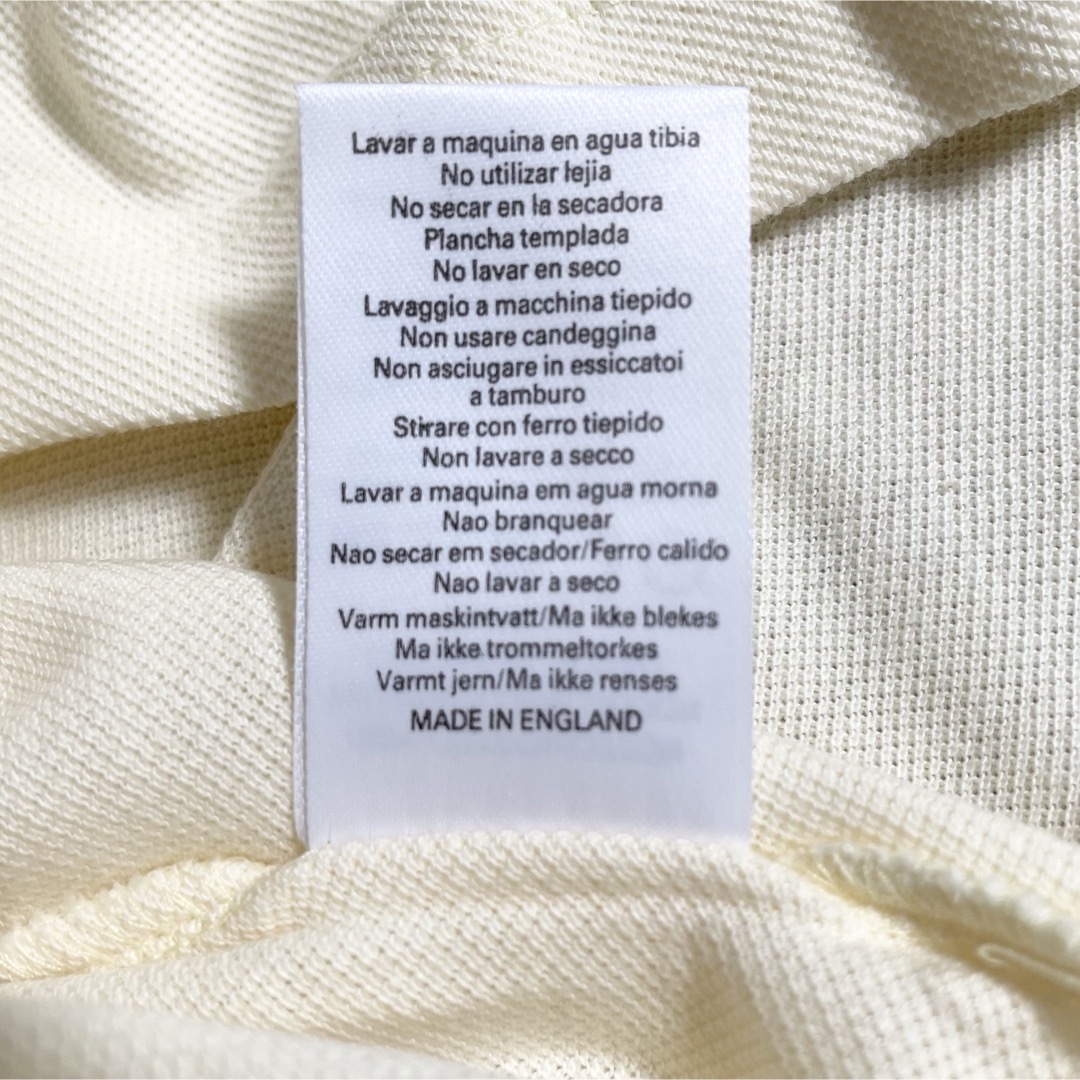 Lavar a maquina en agua tibia
No utilizar lejia
No secar en la secadora
Plancha templada
No lavar en seco
Lavaggio a macchina tiepido
Non usare candeggina
Non asciugare in essiccatoi
a tamburo
Stirare con ferro tiepido
Non lavare a secco
Lavar a maquina em agua morna
Nao branquear
Nao secar em secador/Ferro calido
Nao lavar a seco
Varm maskintvatt/Ma ikke blekes
Ma ikke trommeltorkes
Varmt jern/Ma ikke renses
MADE IN ENGLAND